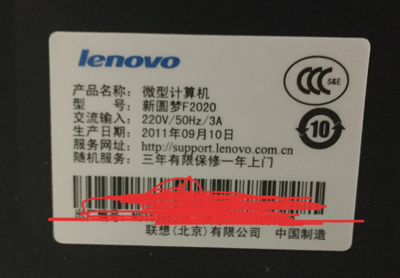 lenovo
产品名称：微型计算机
型    号：新圆梦F2020
交流输入：220V/50Hz/3A
生产日期：2011年09月10日
服务网址：http://support.lenovo.com.cn
随机服务：三年有限保修一年上门
CCC S&E
10
联想(北京)有限公司 中国制造